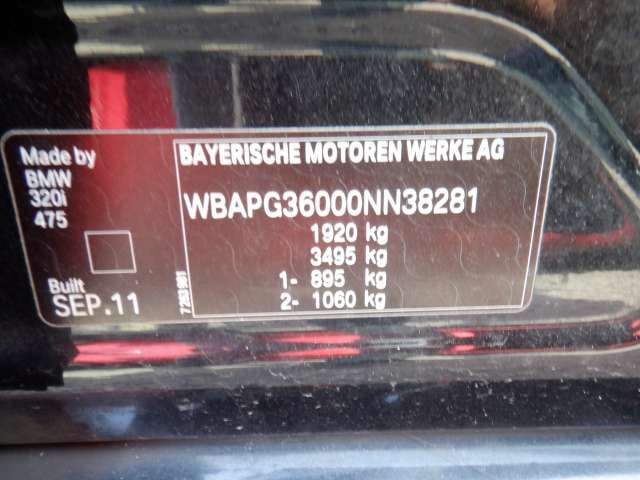 Made by
BMW
320i
475
Built
SEP.11
BAYERISCHE MOTOREN WERKE AG
WBAPG36000NN38281
1920 kg
3495 kg
1- 895 kg
2- 1060 kg